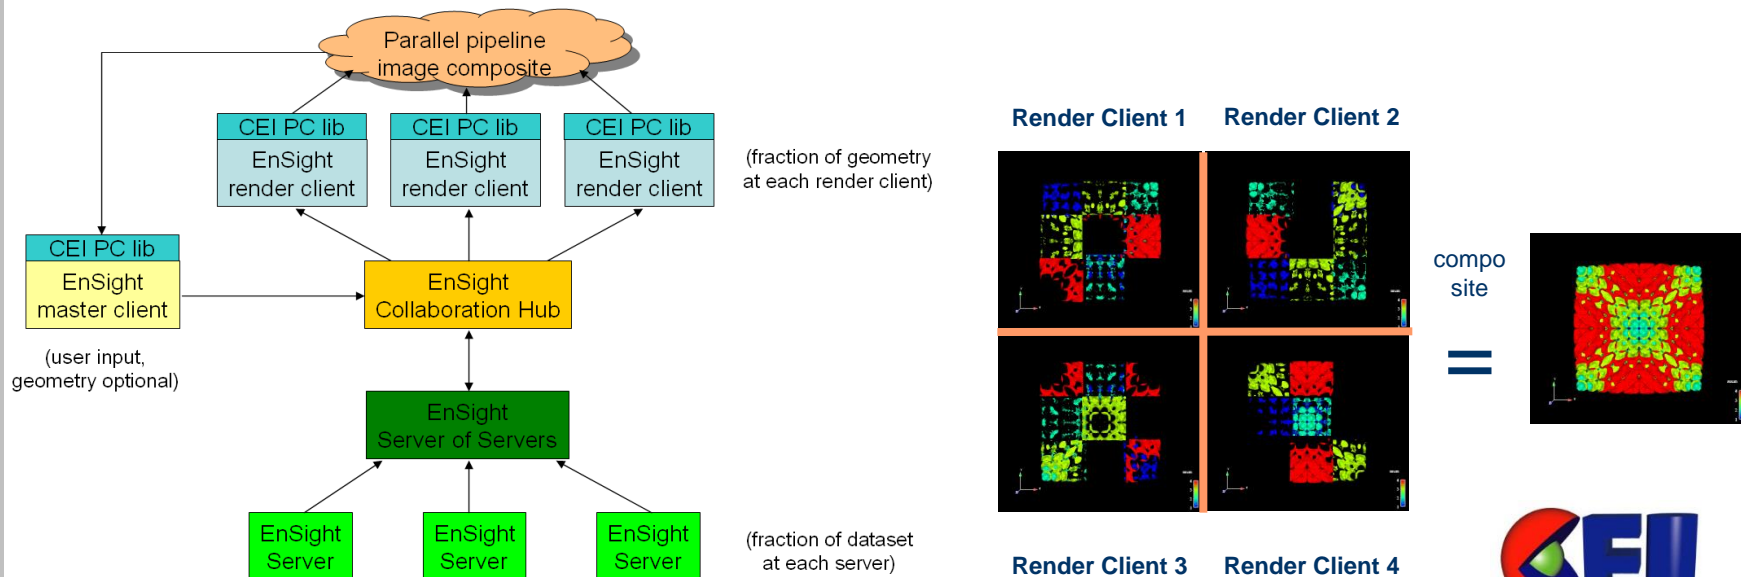 Parallel pipeline
image composite
CEI PC lib
EnSight
render client
CEI PC lib
EnSight
render client
CEI PC lib
EnSight
render client
(fraction of geometry
at each render client)
CEI PC lib
EnSight
master client
(user input,
geometry optional)
EnSight
Collaboration Hub
EnSight
Server of Servers
EnSight
Server
EnSight
Server
EnSight
Server
(fraction of dataset
at each server)
Render Client 1
Render Client 2
compo
site
=
Render Client 3
Render Client 4
CEI